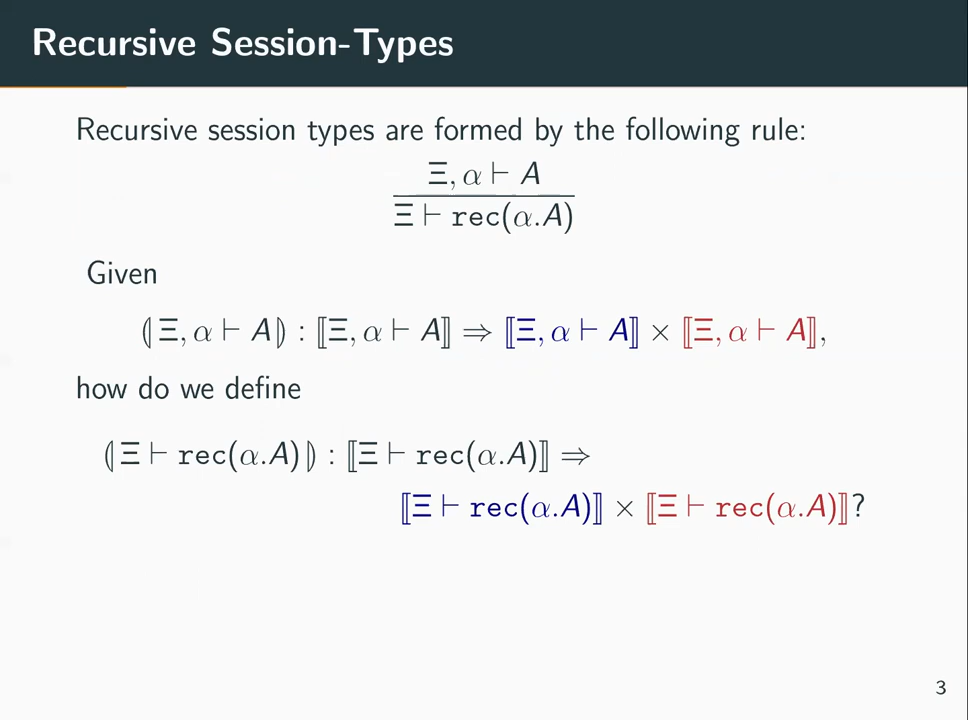 Recursive Session-Types
Recursive session types are formed by the following rule:
Ξ, α ⊢ A
Ξ ⊢ rec(α.A)
Given
⦇Ξ, α ⊢ A⦈ : ⟦Ξ, α ⊢ A⟧ ⇒ ⟦Ξ, α ⊢ A⟧ × ⟦Ξ, α ⊢ A⟧,
how do we define
⦇Ξ ⊢ rec(α.A)⦈ : ⟦Ξ ⊢ rec(α.A)⟧ ⇒
⟦Ξ ⊢ rec(α.A)⟧ × ⟦Ξ ⊢ rec(α.A)⟧?
3